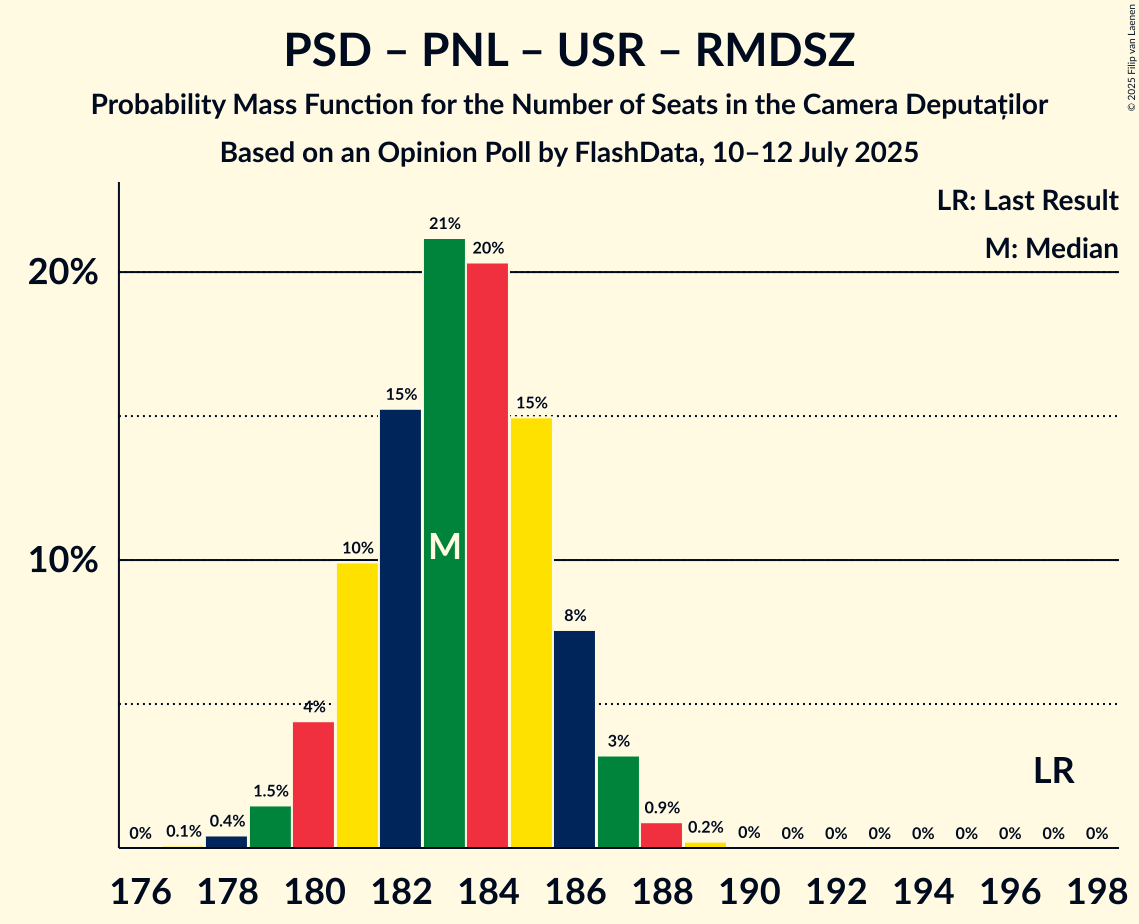 PSD – PNL – USR – RMDSZ
Probability Mass Function for the Number of Seats in the Camera Deputaților
Based on an Opinion Poll by FlashData, 10–12 July 2025
© 2025 Filip van Laenen
LR: Last Result
M: Median
20%
10%
0%
0.1%
0.4%
1.5%
4%
10%
15%
21%
20%
15%
8%
3%
0.9%
0.2%
0%
0%
0%
0%
0%
0%
0%
0%
0%
M
LR
176 178 180 182 184 186 188 190 192 194 196 198